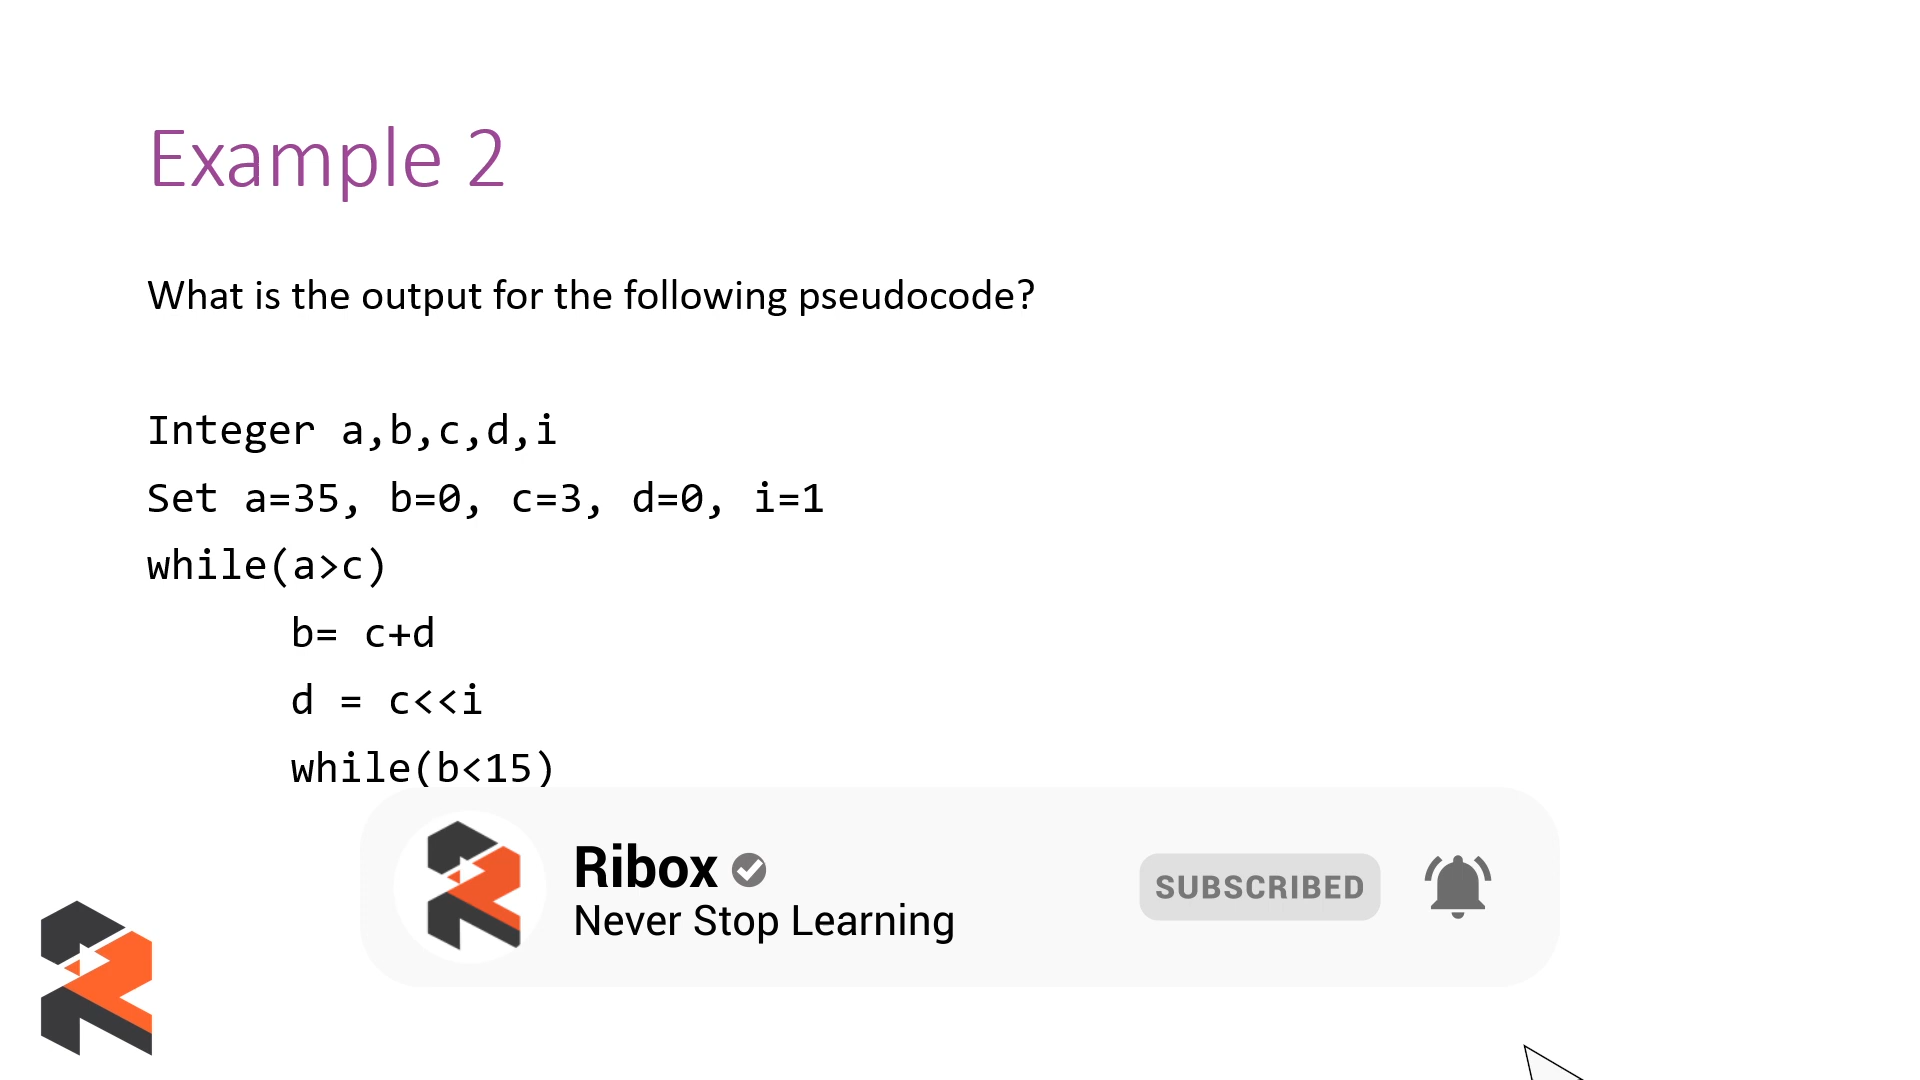 Example 2
What is the output for the following pseudocode?
Integer a,b,c,d,i
Set a=35, b=0, c=3, d=0, i=1
while(a>c)
b= c+d
d = c<<i
while(b<15)
Ribox
Never Stop Learning
SUBSCRIBED